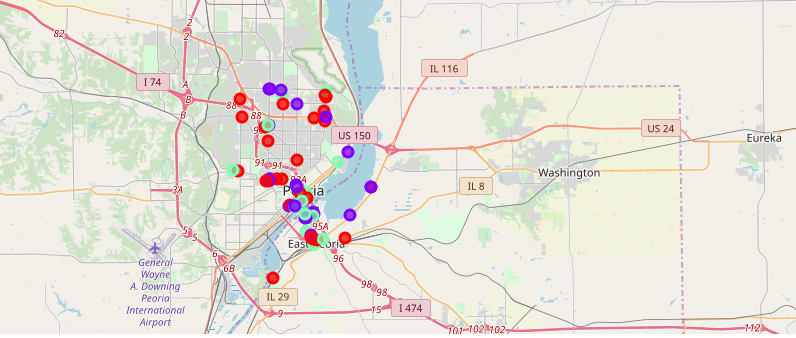 2
82
2
IL 116
I 74
A
B
B
88
88
B
US 150
US 24
Eureka
91
91
Washington
IL 8
3A
Peoria
5
5
95A
East Peoria
6
6B
96
General
Wayne
A. Downing
Peoria
International
Airport
98
98
IL 29
9
15
I 474
101
102
102
112